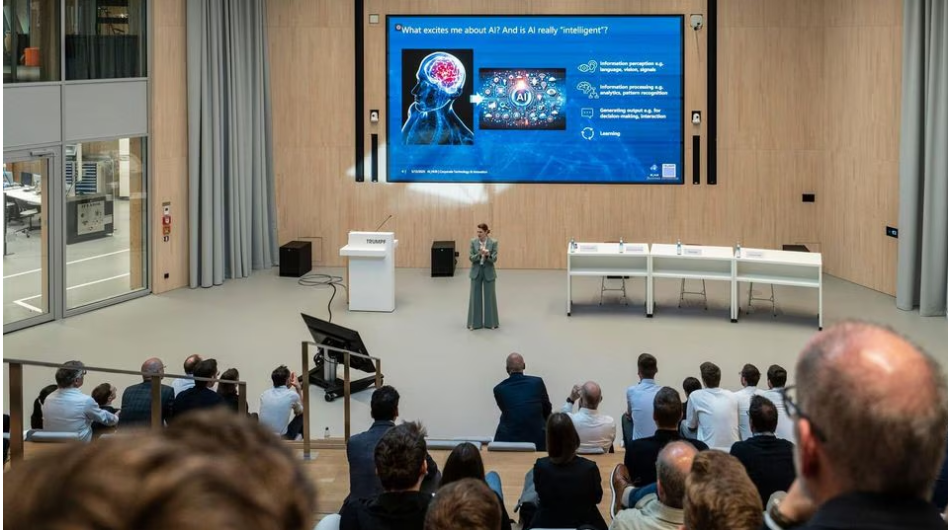 What excites me about AI? And is AI really "intelligent"?
Information perception e.g.
language, vision, signals
Information processing e.g.
analytics, pattern recognition
AI
Generating output e.g. for
decision-making, interaction
Learning
TRUMPF